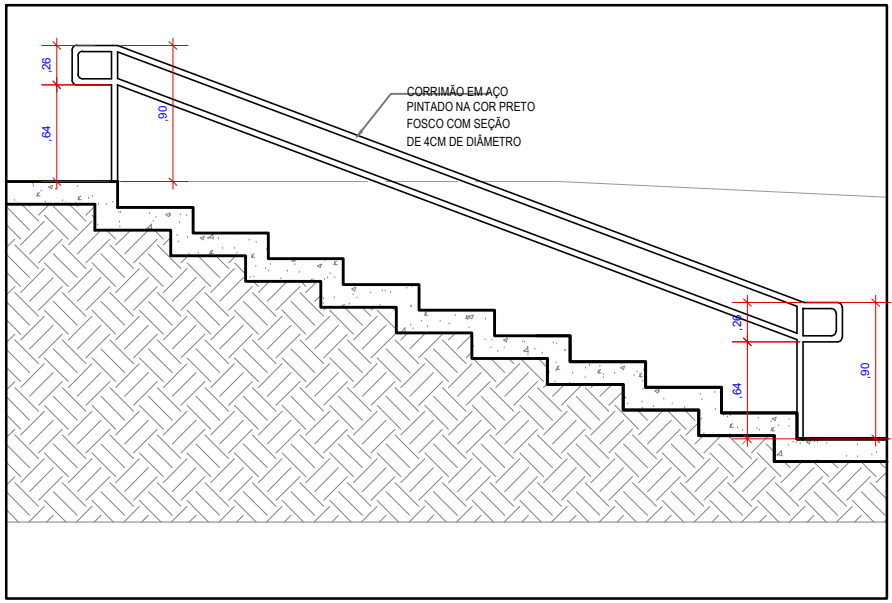 ,26
,64
,90
CORRIMÃO EM AÇO
PINTADO NA COR PRETO
FOSCO COM SEÇÃO
DE 4CM DE DIÂMETRO
,26
,64
,90